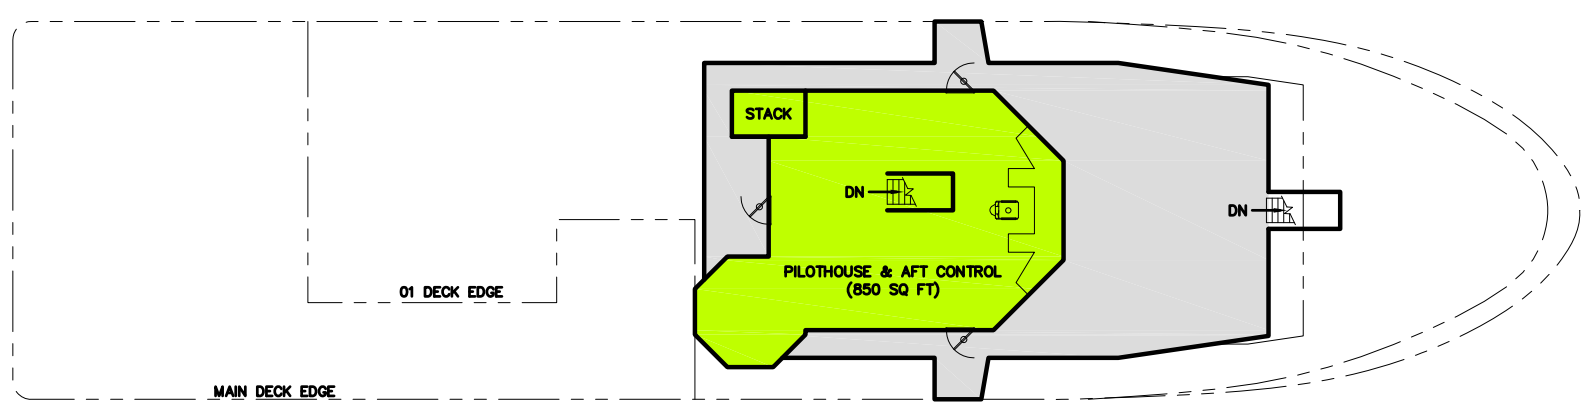 STACK
DN
DN
PILOTHOUSE & AFT CONTROL
(850 SQ FT)
01 DECK EDGE
MAIN DECK EDGE